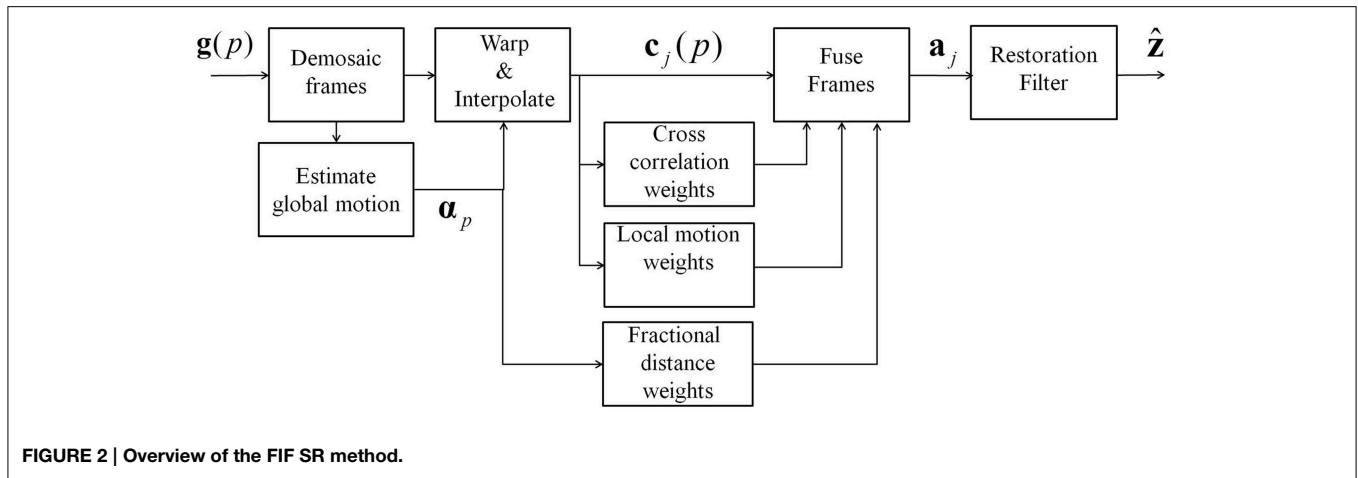 g(p)
Demosaic
frames
Warp
&
Interpolate
c_j(p)
Fuse
Frames
a_j
Restoration
Filter
ẑ
Estimate
global motion
α_p
Cross
correlation
weights
Local motion
weights
Fractional
distance
weights
FIGURE 2 | Overview of the FIF SR method.